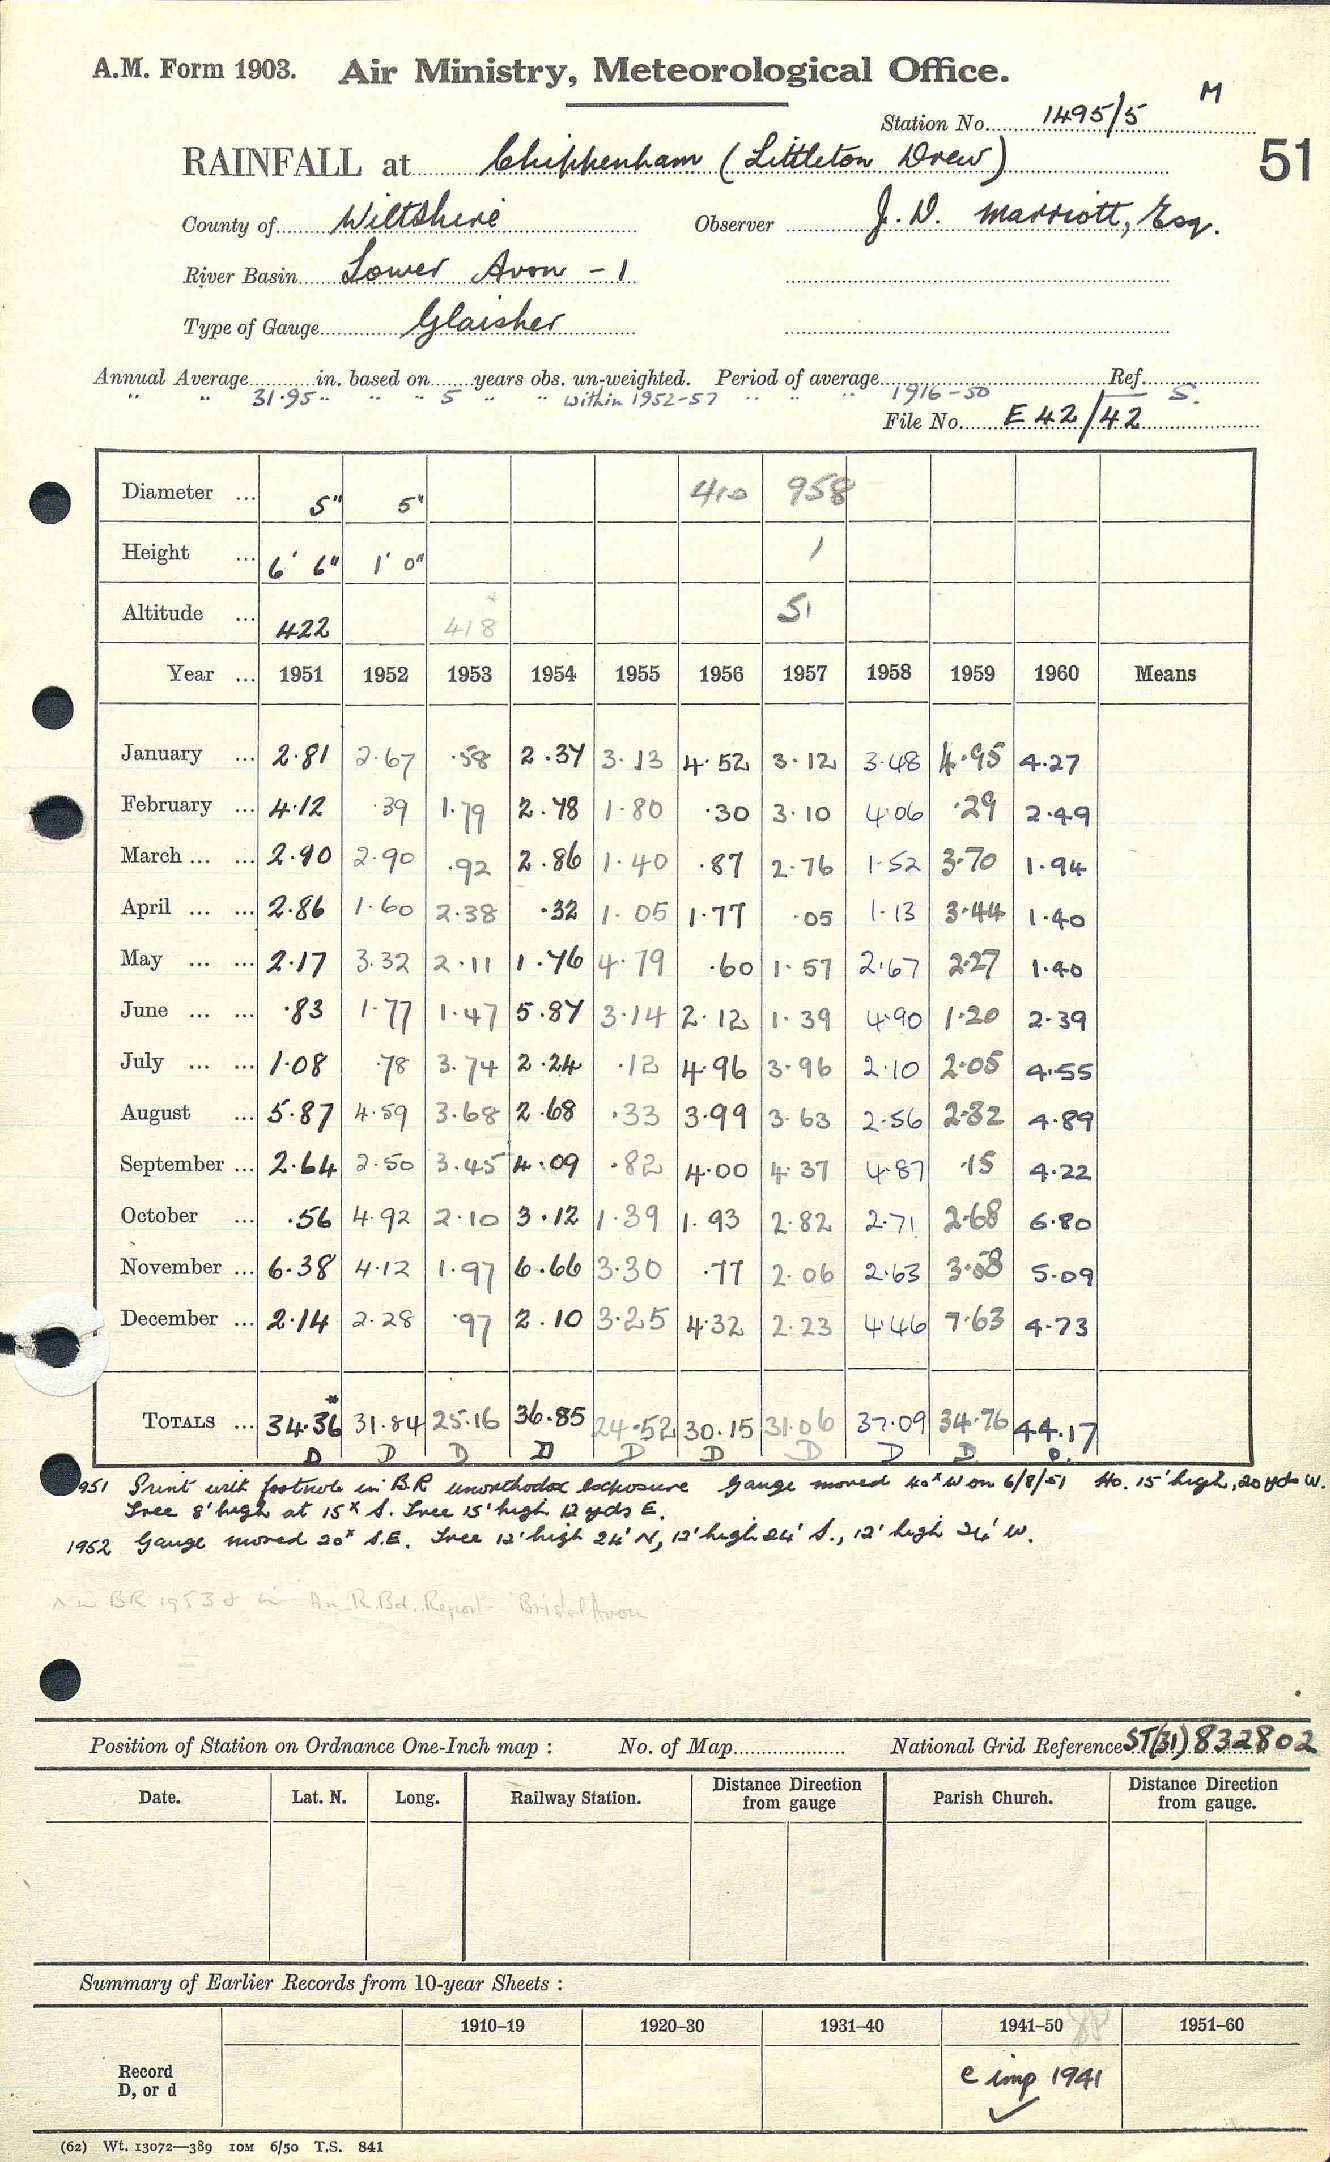 A.M. Form 1903. Air Ministry, Meteorological Office.
M
Station No. 1495/5
51
RAINFALL at Chippenham (Littleton Drew)
County of Wiltshire Observer J. D. Marriott, Esq.
River Basin Lower Avon - 1
Type of Gauge Glaisher
Annual Average in. based on years obs. un-weighted. Period of average Ref.
" " 31.95 " " " 5 " " within 1952-57 " " " 1916-50 S.
File No. E 42/42
Diameter ... 5" 5" 410 958
Height ... 6' 6" 1' 0" 1
Altitude ... 422 418 51
Year ... 1951 1952 1953 1954 1955 1956 1957 1958 1959 1960 Means
January ... 2.81 2.67 .58 2.37 3.13 4.52 3.12 3.48 4.95 4.27
February ... 4.12 .39 1.79 2.78 1.80 .30 3.10 4.06 .29 2.49
March ... ... 2.90 2.90 .92 2.86 1.40 .87 2.76 1.52 3.70 1.94
April ... ... 2.86 1.60 2.38 .32 1.05 1.77 .05 1.13 3.44 1.40
May ... ... 2.17 3.32 2.11 1.76 4.79 .60 1.57 2.67 2.27 1.40
June ... ... .83 1.77 1.47 5.87 3.14 2.12 1.39 4.90 1.20 2.39
July ... ... 1.08 .78 3.74 2.24 .12 4.96 3.96 2.10 2.05 4.55
August ... 5.87 4.59 3.68 2.68 .33 3.99 3.63 2.56 2.82 4.89
September ... 2.64 2.50 3.45 4.09 .82 4.00 4.37 4.87 .15 4.22
October ... .56 4.92 2.10 3.12 1.39 1.93 2.82 2.71 2.68 6.80
November ... 6.38 4.12 1.97 6.66 3.30 .77 2.06 2.63 3.58 5.09
December ... 2.14 2.28 .97 2.10 3.25 4.32 2.23 4.46 7.63 4.73
TOTALS ... 34.36* 31.84 25.16 36.85 24.52 30.15 31.06 37.09 34.76 44.17
D D D D D D D D D D
1951 Print with footnote in B.R unorthodox exposure Gauge moved 40ˣ W on 6/8/51 Ho. 15' high, 20 yds W.
Tree 8' high at 15ˣ S. Tree 15' high 12 yds E.
1952 Gauge moved 20ˣ S.E. Tree 12' high 24' N, 12' high 24' S., 12' high 24' W.
BR 1953 & in An. R. Bd. Report - Bristol Avon
Position of Station on Ordnance One-Inch map : No. of Map National Grid Reference ST(31)832802
Date. Lat. N. Long. Railway Station. Distance Direction from gauge Parish Church. Distance Direction from gauge.
Summary of Earlier Records from 10-year Sheets :
1910–19 1920–30 1931–40 1941–50 1951–60
Record
D, or d
e imp 1941
(62) Wt. 13072—389 10M 6/50 T.S. 841